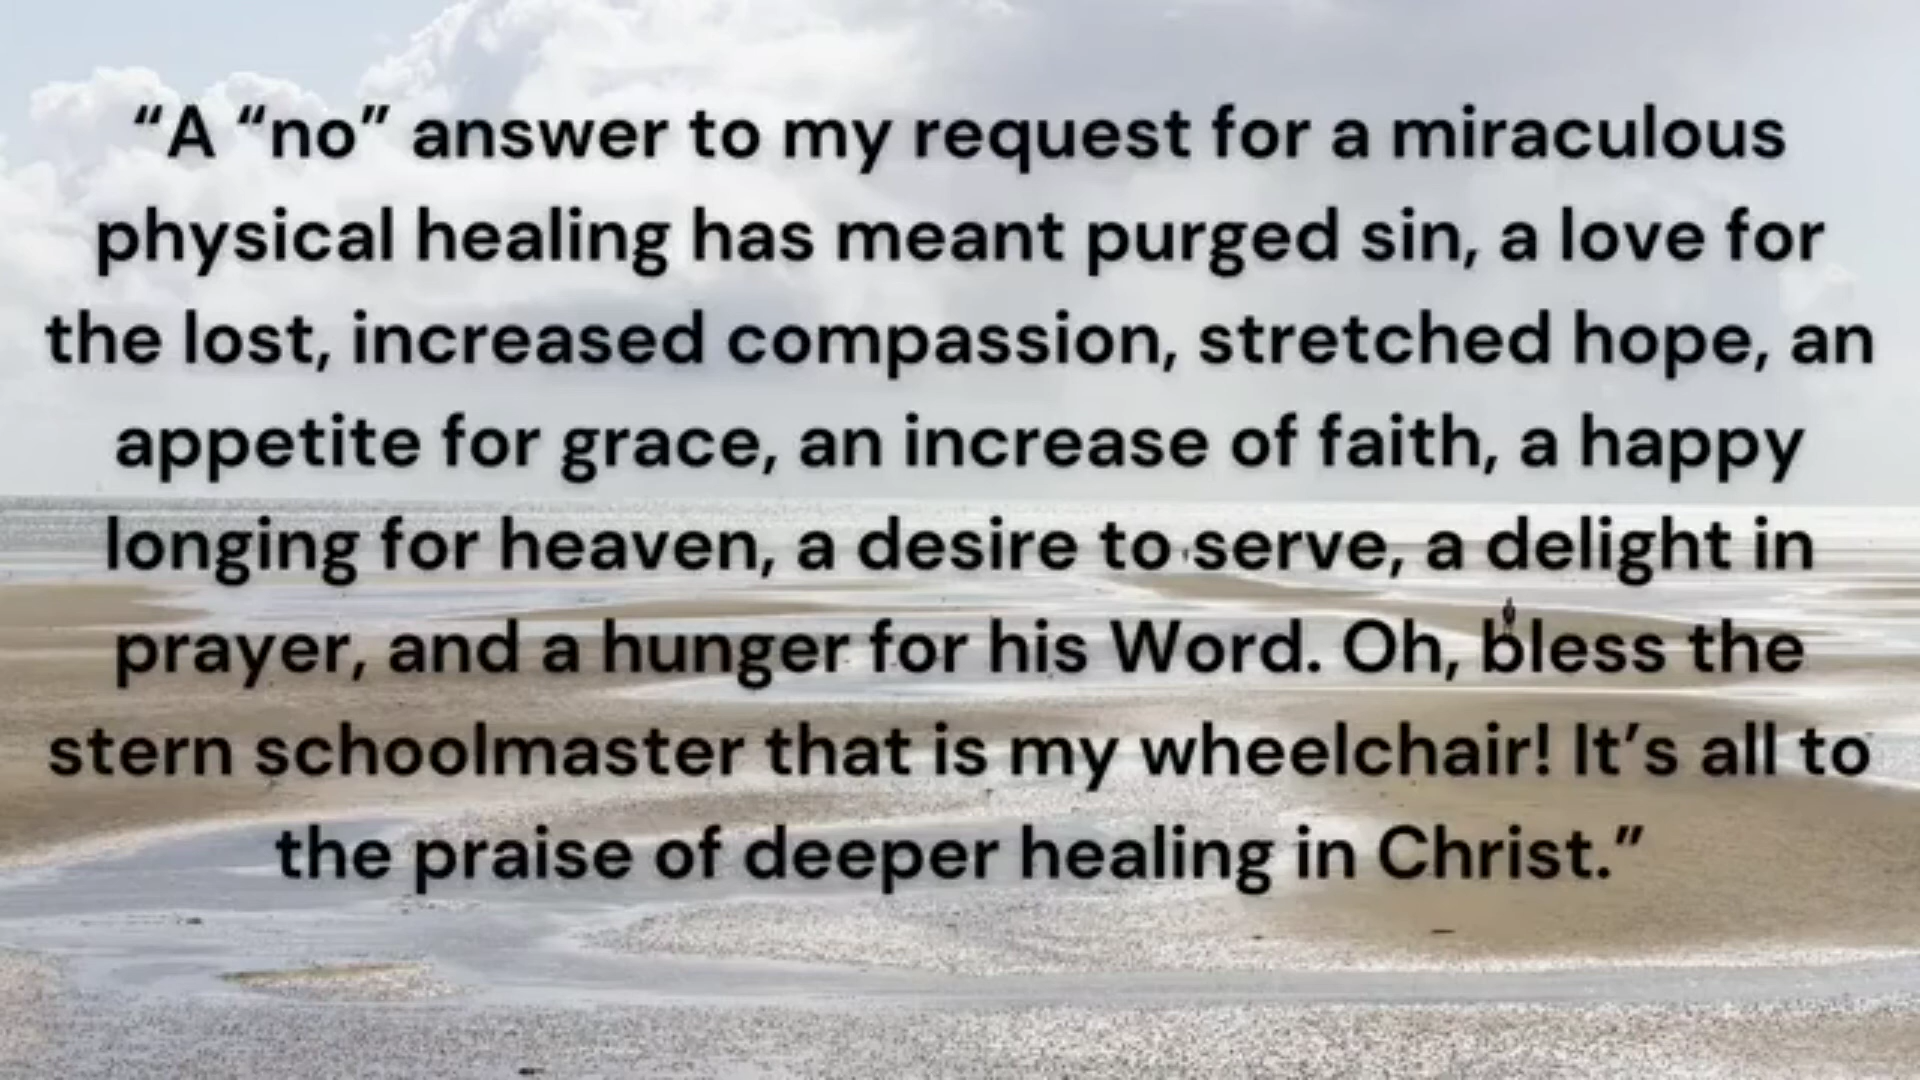 “A “no” answer to my request for a miraculous
physical healing has meant purged sin, a love for
the lost, increased compassion, stretched hope, an
appetite for grace, an increase of faith, a happy
longing for heaven, a desire to serve, a delight in
prayer, and a hunger for his Word. Oh, bless the
stern schoolmaster that is my wheelchair! It’s all to
the praise of deeper healing in Christ.”